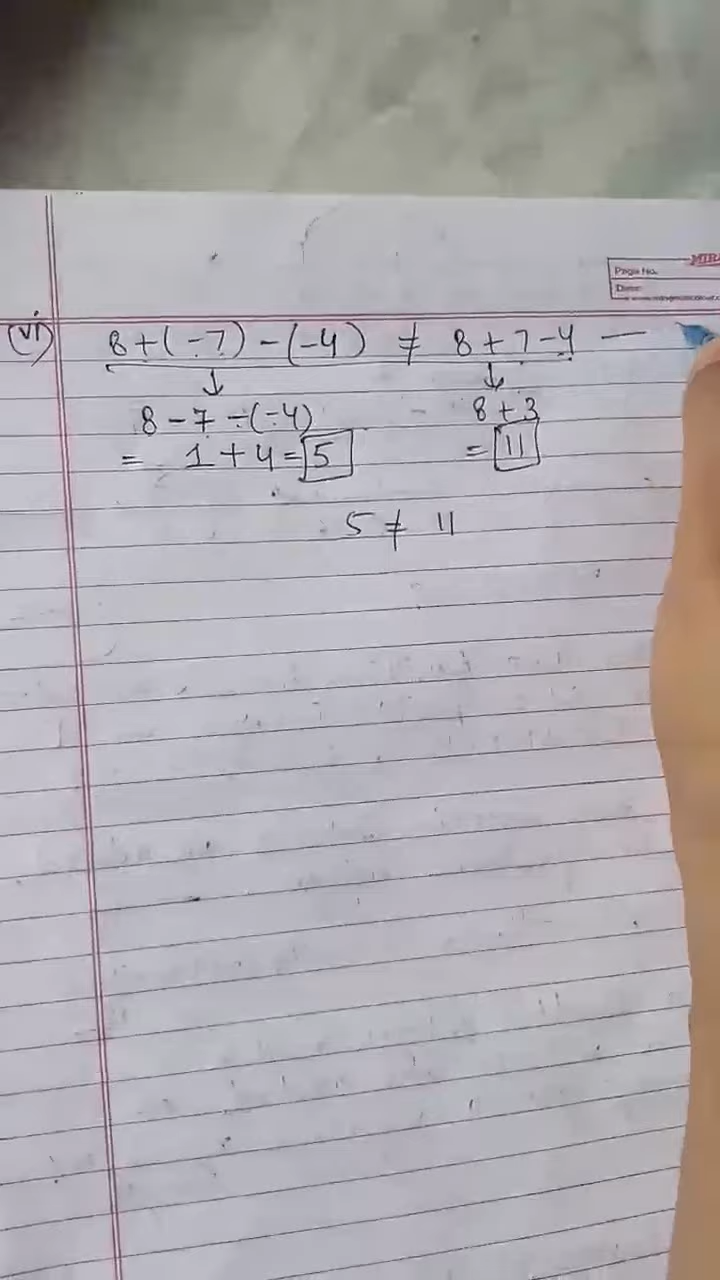 Page No.
Date:
(vi) 8+(-7)-(-4) ≠ 8+7-4 —
↓ ↓
8-7-(-4) 8+3
= 1+4=5 = 11
5 ≠ 11